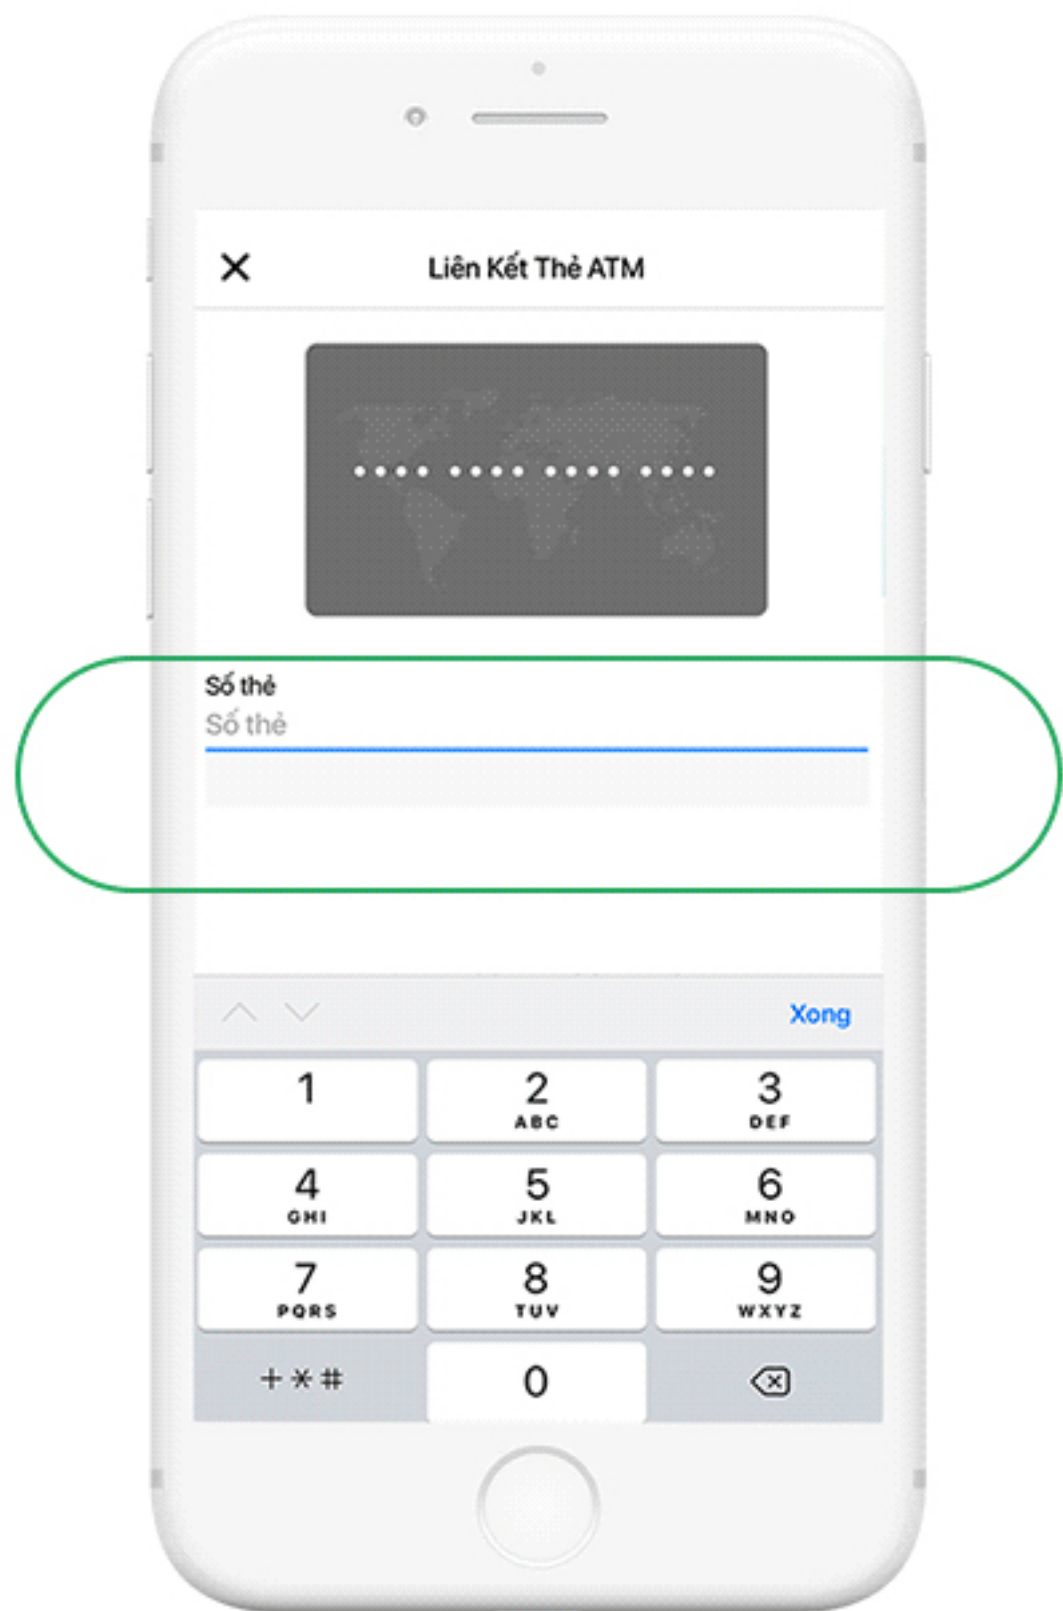 Liên Kết Thẻ ATM
Số thẻ
Số thẻ
Xong
1 2 3
ABC DEF
4 5 6
GHI JKL MNO
7 8 9
PQRS TUV WXYZ
+*# 0